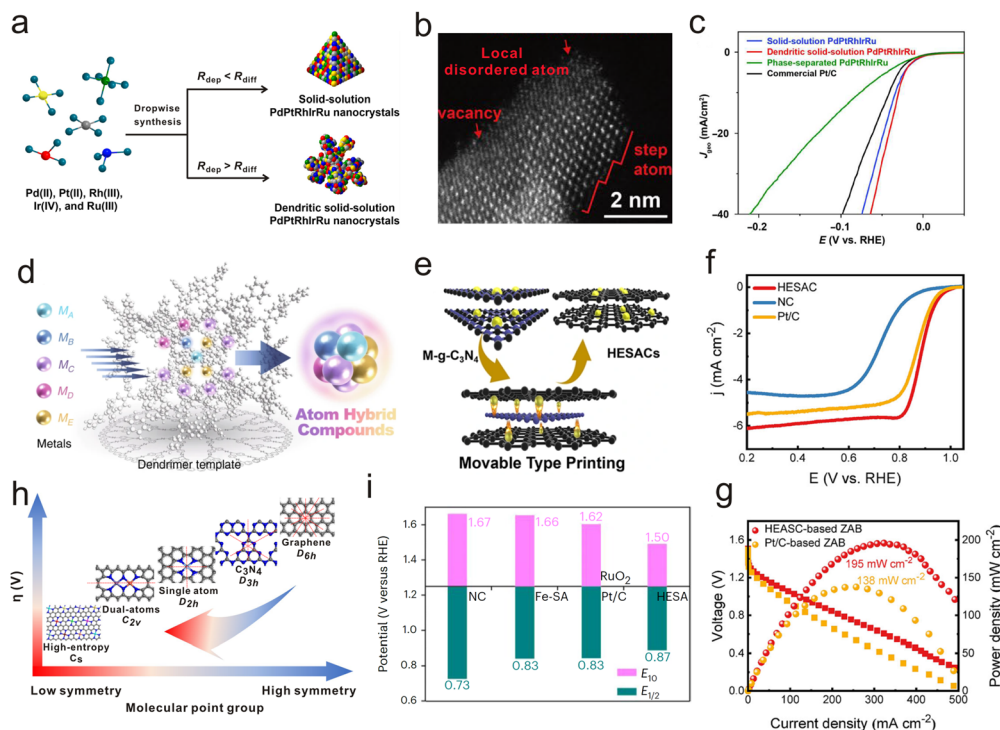 a
Dropwise
synthesis
R_dep < R_diff
Solid-solution
PdPtRhIrRu nanocrystals
R_dep > R_diff
Dendritic solid-solution
PdPtRhIrRu nanocrystals
Pd(II), Pt(II), Rh(III),
Ir(IV), and Ru(III)
b
Local
disordered atom
vacancy
step
atom
2 nm
c
Solid-solution PdPtRhIrRu
Dendritic solid-solution PdPtRhIrRu
Phase-separated PdPtRhIrRu
Commercial Pt/C
J_geo (mA/cm²)
0
-20
-40
-0.2
-0.1
0.0
E (V vs. RHE)
d
M_A
M_B
M_C
M_D
M_E
Metals
Dendrimer template
Atom Hybrid
Compounds
e
M-g-C₃N₄
HESACs
Movable Type Printing
f
HESAC
NC
Pt/C
j (mA cm⁻²)
0
-2
-4
-6
0.2
0.4
0.6
0.8
1.0
E (V vs. RHE)
h
η (V)
Graphene
D6h
C₃N₄
D₃h
Single atom
D₂h
Dual-atoms
C₂v
High-entropy
Cs
Low symmetry
High symmetry
Molecular point group
i
Potential (V versus RHE)
1.6
1.4
1.2
1.0
0.8
0.6
1.67
1.66
1.62
1.50
RuO₂
NC
Fe-SA
Pt/C
HESA
0.73
0.83
0.83
0.87
E₁₀
E₁/₂
g
HEASC-based ZAB
Pt/C-based ZAB
195 mW cm⁻²
138 mW cm⁻²
Voltage (V)
1.6
1.2
0.8
0.4
0.0
Power density (mW cm⁻²)
200
150
100
50
0
0
100
200
300
400
500
Current density (mA cm⁻²)